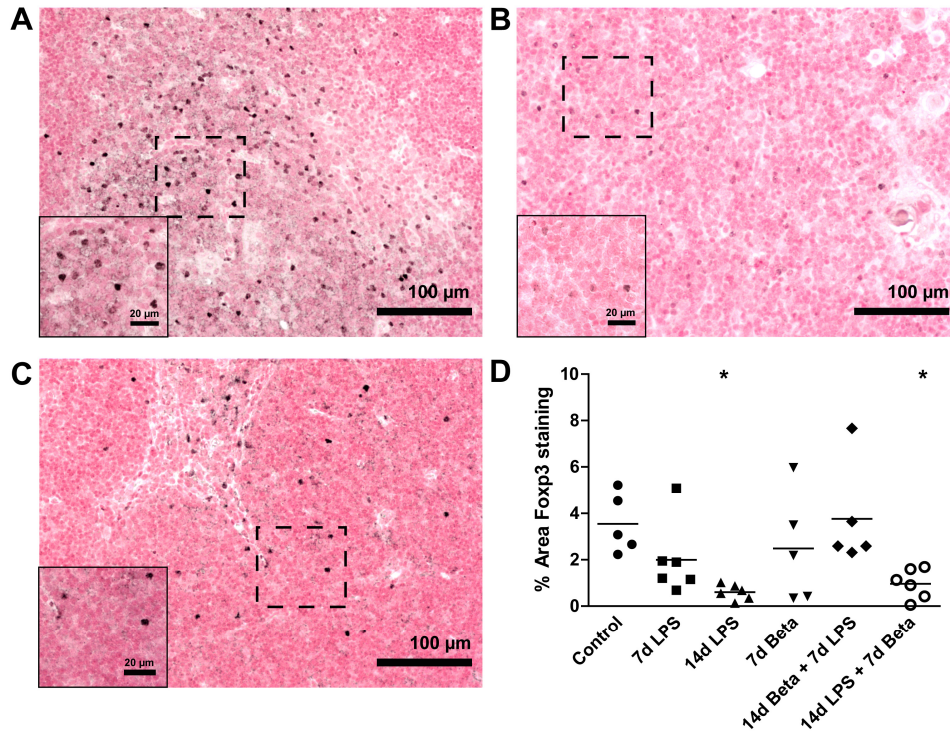 A
100 µm
20 µm
B
100 µm
20 µm
C
100 µm
20 µm
D
% Area Foxp3 staining
10
8
6
4
2
0
*
*
Control
7d LPS
14d LPS
7d Beta
14d Beta + 7d LPS
14d LPS + 7d Beta